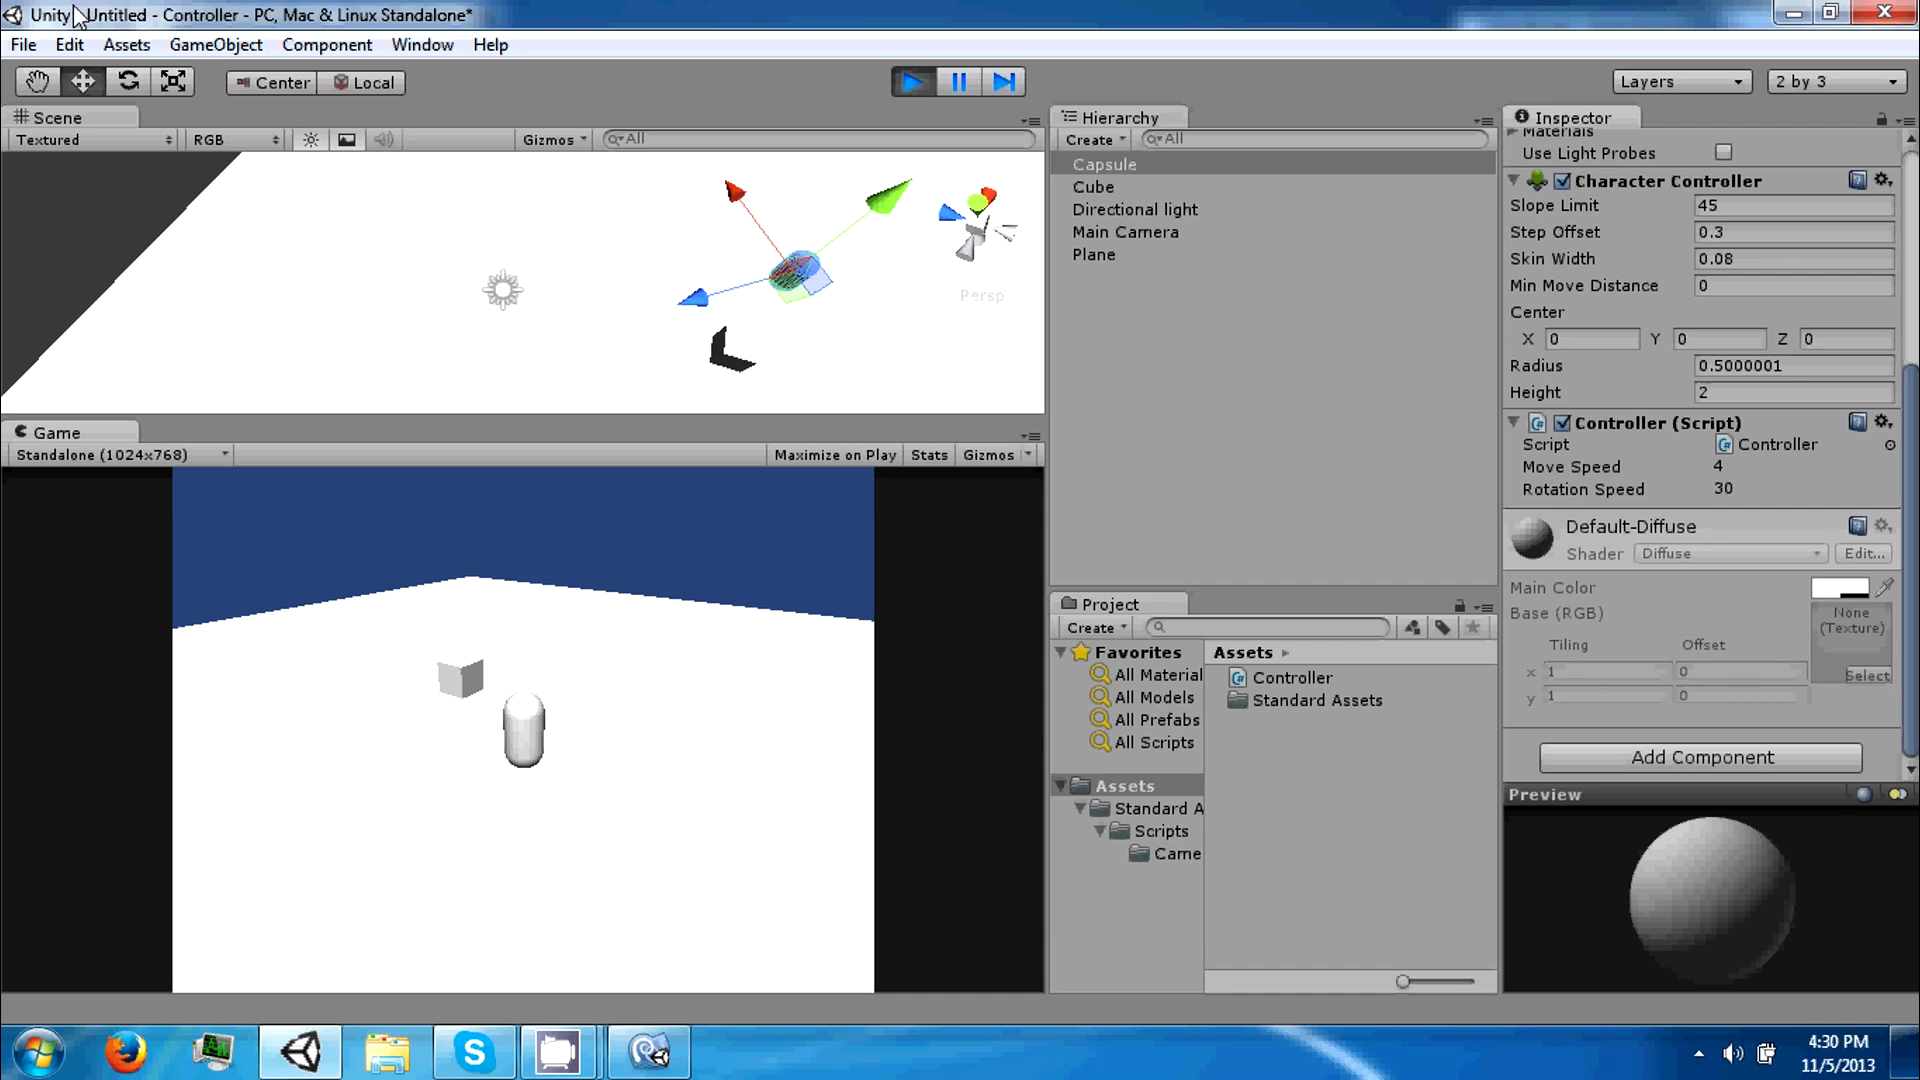 Unity - Untitled - Controller - PC, Mac & Linux Standalone*
File Edit Assets GameObject Component Window Help
Center Local
Layers 2 by 3
Scene
Textured RGB Gizmos All
Persp
Game
Standalone (1024x768) Maximize on Play Stats Gizmos
Hierarchy
Create All
Capsule
Cube
Directional light
Main Camera
Plane
Project
Create
Favorites
All Material
All Models
All Prefabs
All Scripts
Assets
Standard A
Scripts
Came
Assets
Controller
Standard Assets
Inspector
Materials
Use Light Probes
Character Controller
Slope Limit 45
Step Offset 0.3
Skin Width 0.08
Min Move Distance 0
Center
X 0 Y 0 Z 0
Radius 0.5000001
Height 2
Controller (Script)
Script Controller
Move Speed 4
Rotation Speed 30
Default-Diffuse
Shader Diffuse Edit...
Main Color
Base (RGB)
None
(Texture)
Tiling Offset
x 1 0
y 1 0
Select
Add Component
Preview
4:30 PM
11/5/2013